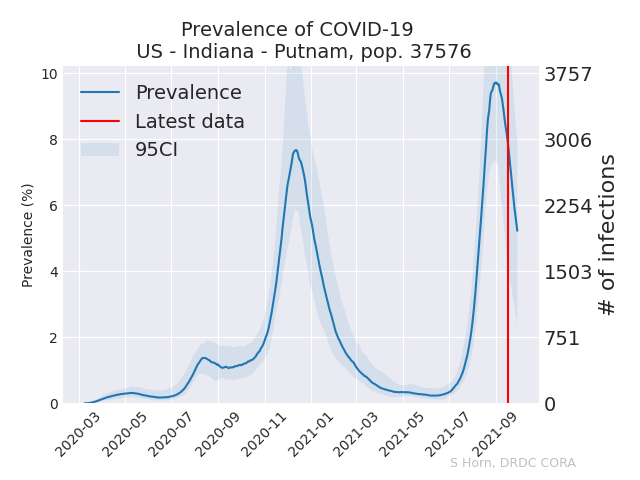 Prevalence of COVID-19
US - Indiana - Putnam, pop. 37576
Prevalence
Latest data
95CI
Prevalence (%)
10
8
6
4
2
0
3757
3006
2254
1503
751
0
# of infections
2020-03
2020-05
2020-07
2020-09
2020-11
2021-01
2021-03
2021-05
2021-07
2021-09
S Horn, DRDC CORA